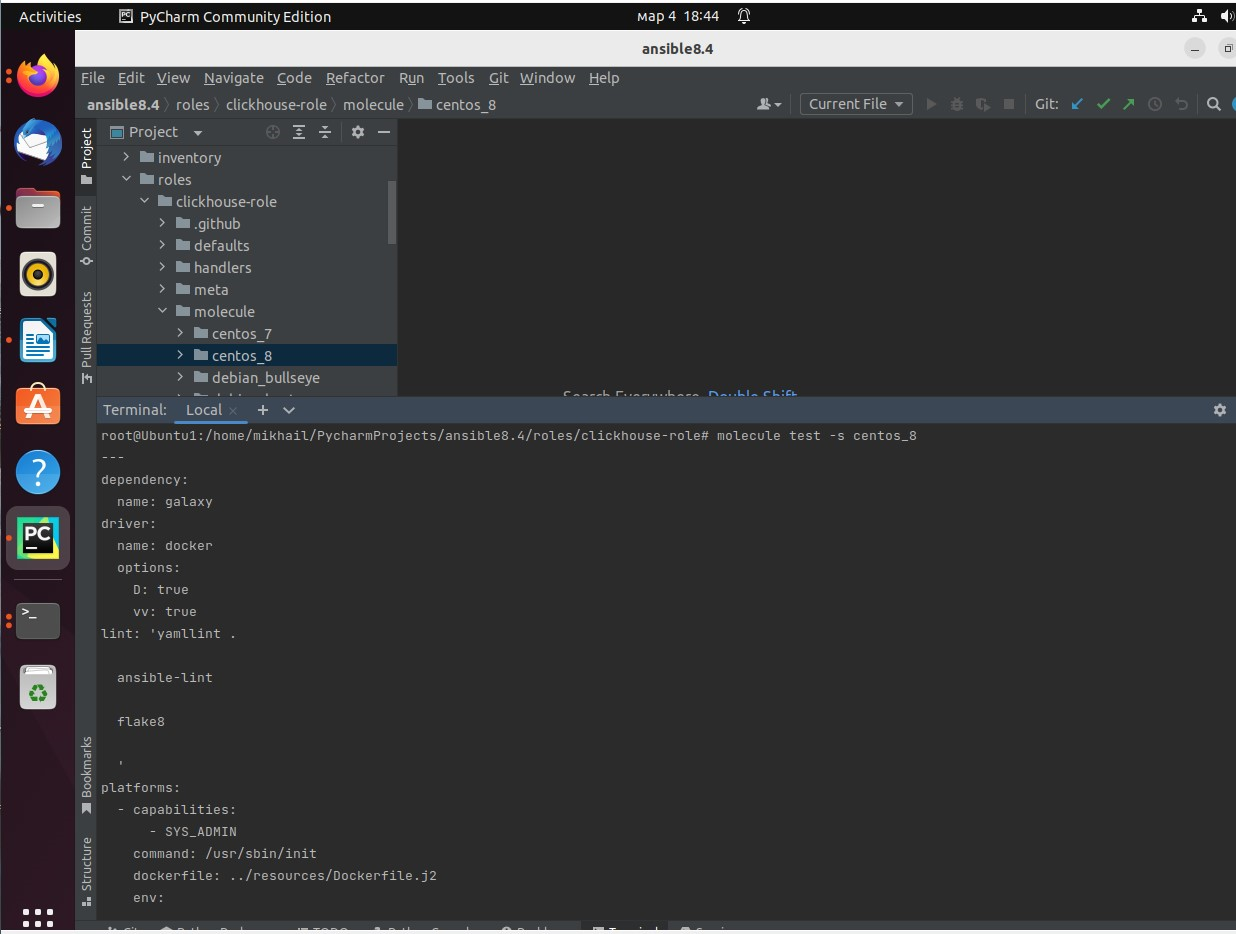 Activities PyCharm Community Edition мар 4 18:44
ansible8.4
File Edit View Navigate Code Refactor Run Tools Git Window Help
ansible8.4 roles clickhouse-role molecule centos_8 Current File Git:
Project
Project
inventory
roles
clickhouse-role
.github
defaults
handlers
meta
molecule
centos_7
centos_8
debian_bullseye
Commit
Pull Requests
Bookmarks
Structure
Search Everywhere Double Shift
Terminal: Local
root@Ubuntu1:/home/mikhail/PycharmProjects/ansible8.4/roles/clickhouse-role# molecule test -s centos_8
---
dependency:
name: galaxy
driver:
name: docker
options:
D: true
vv: true
lint: 'yamllint .
ansible-lint
flake8
'
platforms:
- capabilities:
- SYS_ADMIN
command: /usr/sbin/init
dockerfile: ../resources/Dockerfile.j2
env: